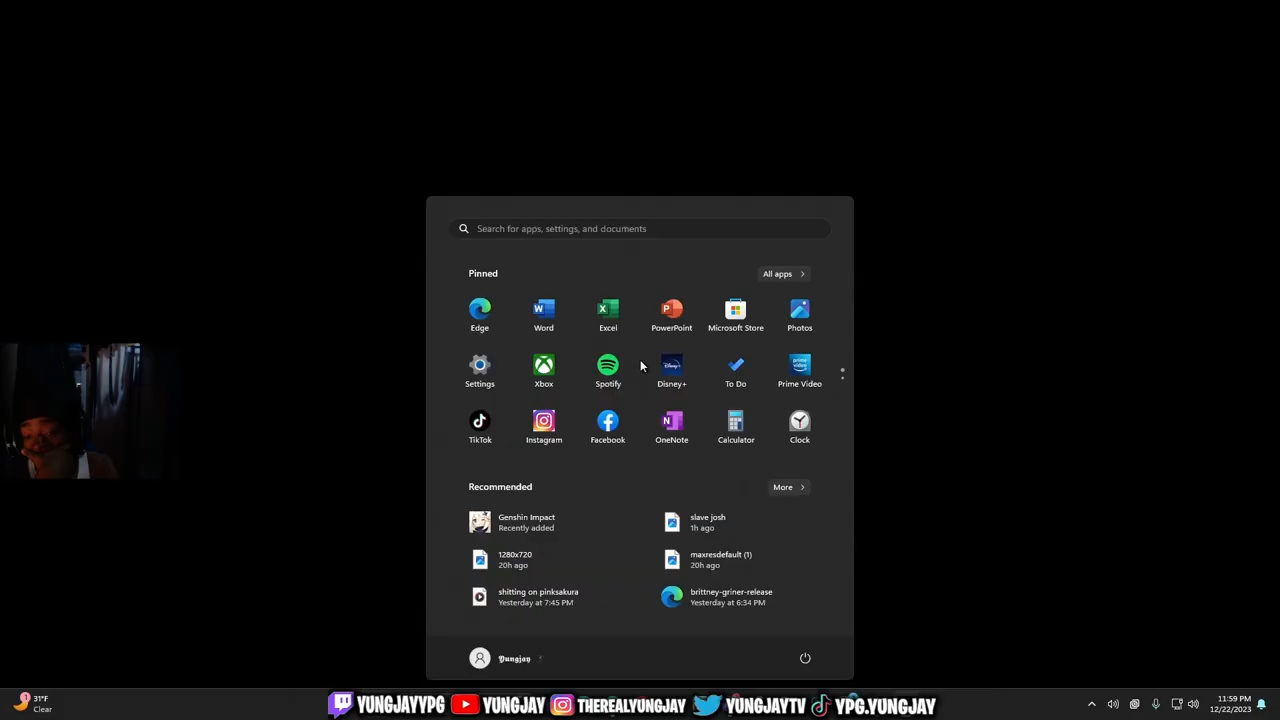 Search for apps, settings, and documents
Pinned
All apps
Edge
Word
Excel
PowerPoint
Microsoft Store
Photos
Settings
Xbox
Spotify
Disney+
To Do
Prime Video
TikTok
Instagram
Facebook
OneNote
Calculator
Clock
Recommended
More
Genshin Impact
Recently added
slave josh
1h ago
1280x720
20h ago
maxresdefault (1)
20h ago
shitting on pinksakura
Yesterday at 7:45 PM
brittney-griner-release
Yesterday at 6:34 PM
𝖄𝖚𝖓𝖌𝖏𝖆𝖞
31°F
Clear
YUNGJAYYPG
YUNGJAY
THEREALYUNGJAY
YUNGJAYTV
YPG.YUNGJAY
11:59 PM
12/22/2023